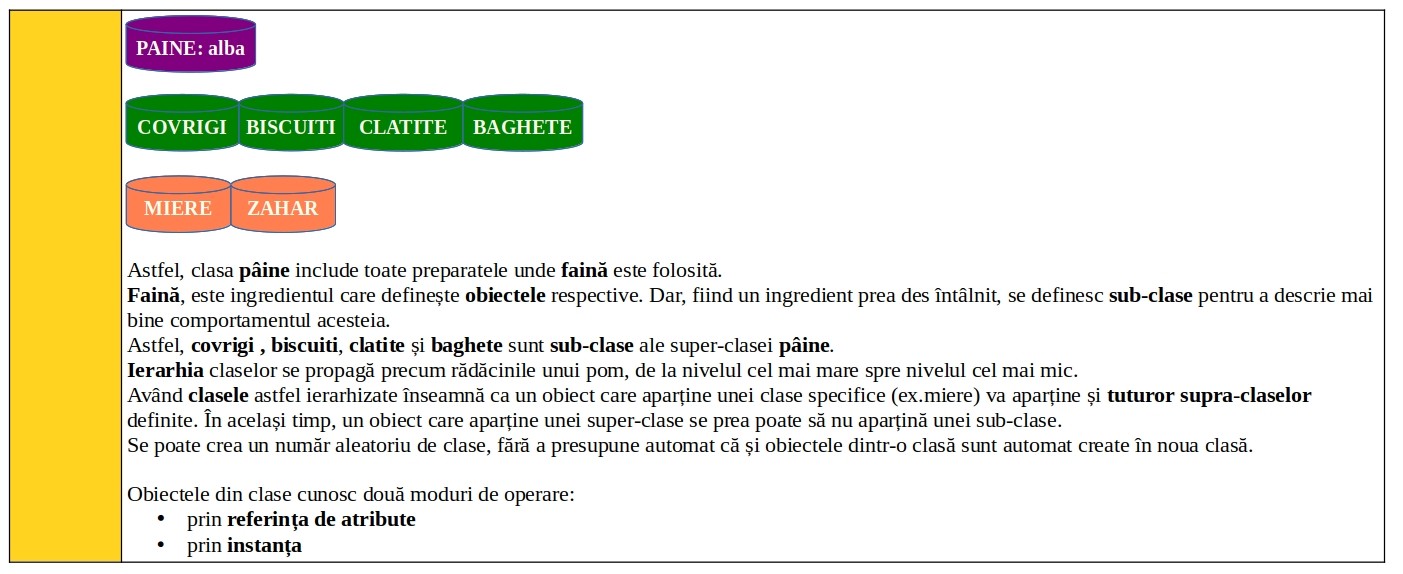 PAINE: alba
COVRIGI BISCUITI CLATITE BAGHETE
MIERE ZAHAR
Astfel, clasa pâine include toate preparatele unde faină este folosită.
Faină, este ingredientul care definește obiectele respective. Dar, fiind un ingredient prea des întâlnit, se definesc sub-clase pentru a descrie mai
bine comportamentul acesteia.
Astfel, covrigi , biscuiti, clatite și baghete sunt sub-clase ale super-clasei pâine.
Ierarhia claselor se propagă precum rădăcinile unui pom, de la nivelul cel mai mare spre nivelul cel mai mic.
Având clasele astfel ierarhizate înseamnă ca un obiect care aparține unei clase specifice (ex.miere) va aparține și tuturor supra-claselor
definite. În același timp, un obiect care aparține unei super-clase se prea poate să nu aparțină unei sub-clase.
Se poate crea un număr aleatoriu de clase, fără a presupune automat că și obiectele dintr-o clasă sunt automat create în noua clasă.
Obiectele din clase cunosc două moduri de operare:
• prin referința de atribute
• prin instanța